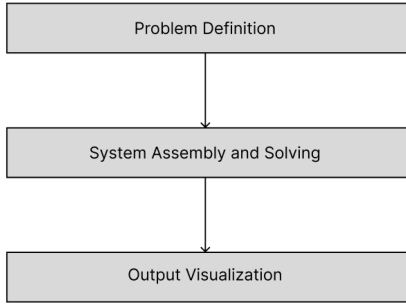 Problem Definition
System Assembly and Solving
Output Visualization